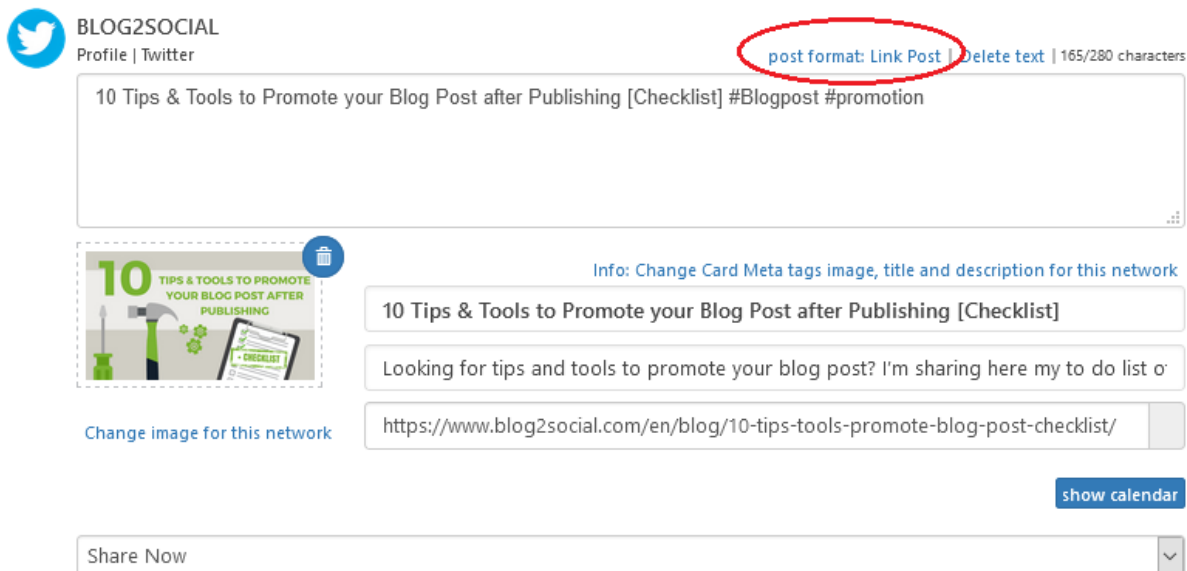 BLOG2SOCIAL
Profile | Twitter
post format: Link Post | Delete text | 165/280 characters
10 Tips & Tools to Promote your Blog Post after Publishing [Checklist] #Blogpost #promotion
10 TIPS & TOOLS TO PROMOTE
YOUR BLOG POST AFTER
PUBLISHING
CHECKLIST
Info: Change Card Meta tags image, title and description for this network
10 Tips & Tools to Promote your Blog Post after Publishing [Checklist]
Looking for tips and tools to promote your blog post? I'm sharing here my to do list of
https://www.blog2social.com/en/blog/10-tips-tools-promote-blog-post-checklist/
Change image for this network
show calendar
Share Now